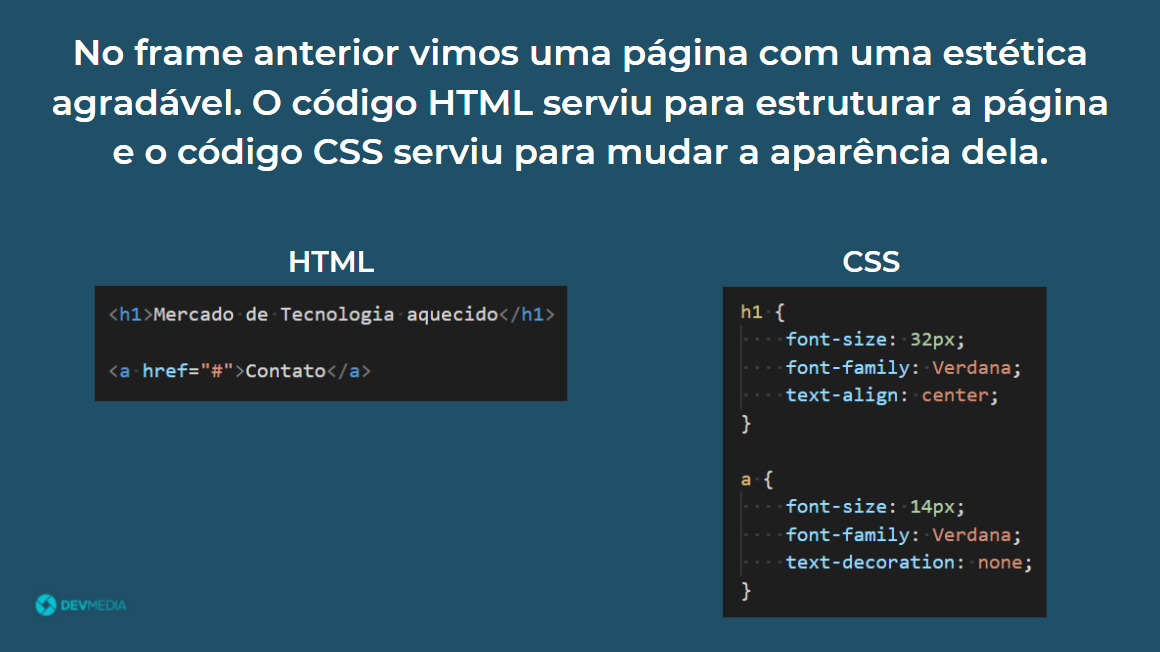 No frame anterior vimos uma página com uma estética
agradável. O código HTML serviu para estruturar a página
e o código CSS serviu para mudar a aparência dela.
HTML
<h1>Mercado de Tecnologia aquecido</h1>
<a href="#">Contato</a>
CSS
h1 {
    font-size: 32px;
    font-family: Verdana;
    text-align: center;
}
a {
    font-size: 14px;
    font-family: Verdana;
    text-decoration: none;
}
DEVMEDIA